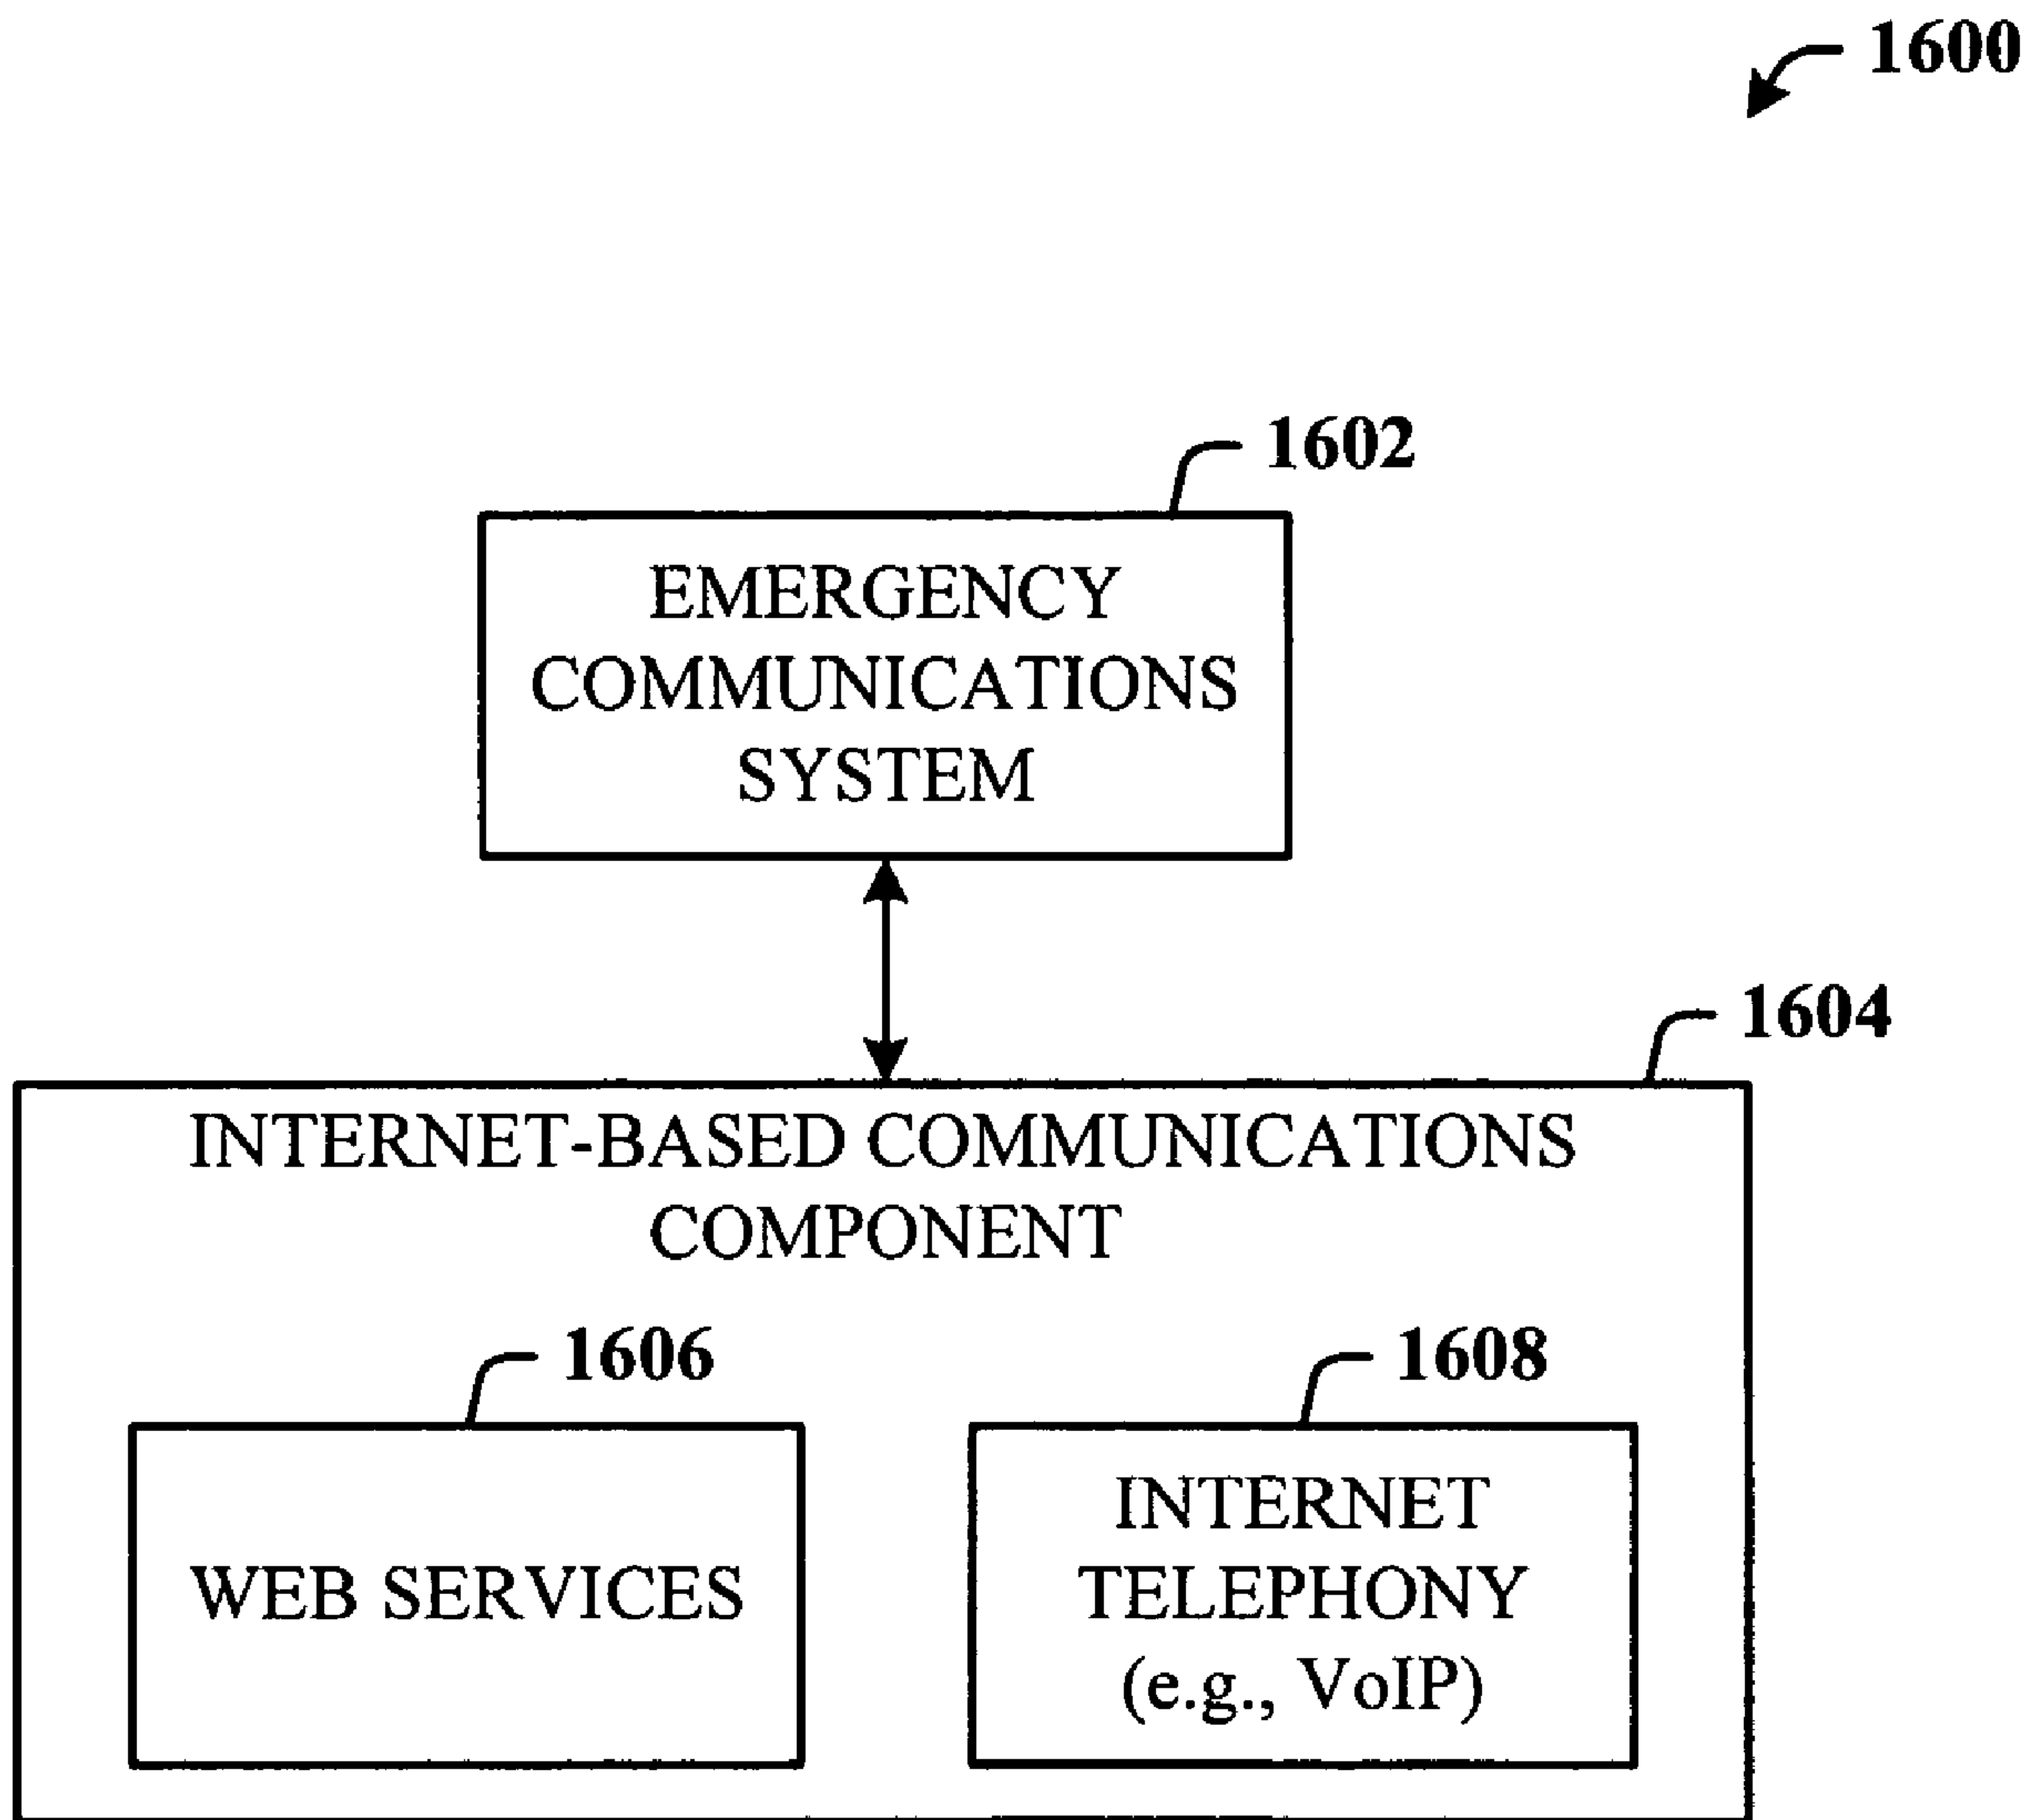 1600
1602
EMERGENCY
COMMUNICATIONS
SYSTEM
1604
INTERNET-BASED COMMUNICATIONS
COMPONENT
1606
1608
WEB SERVICES
INTERNET
TELEPHONY
(e.g., VoIP)